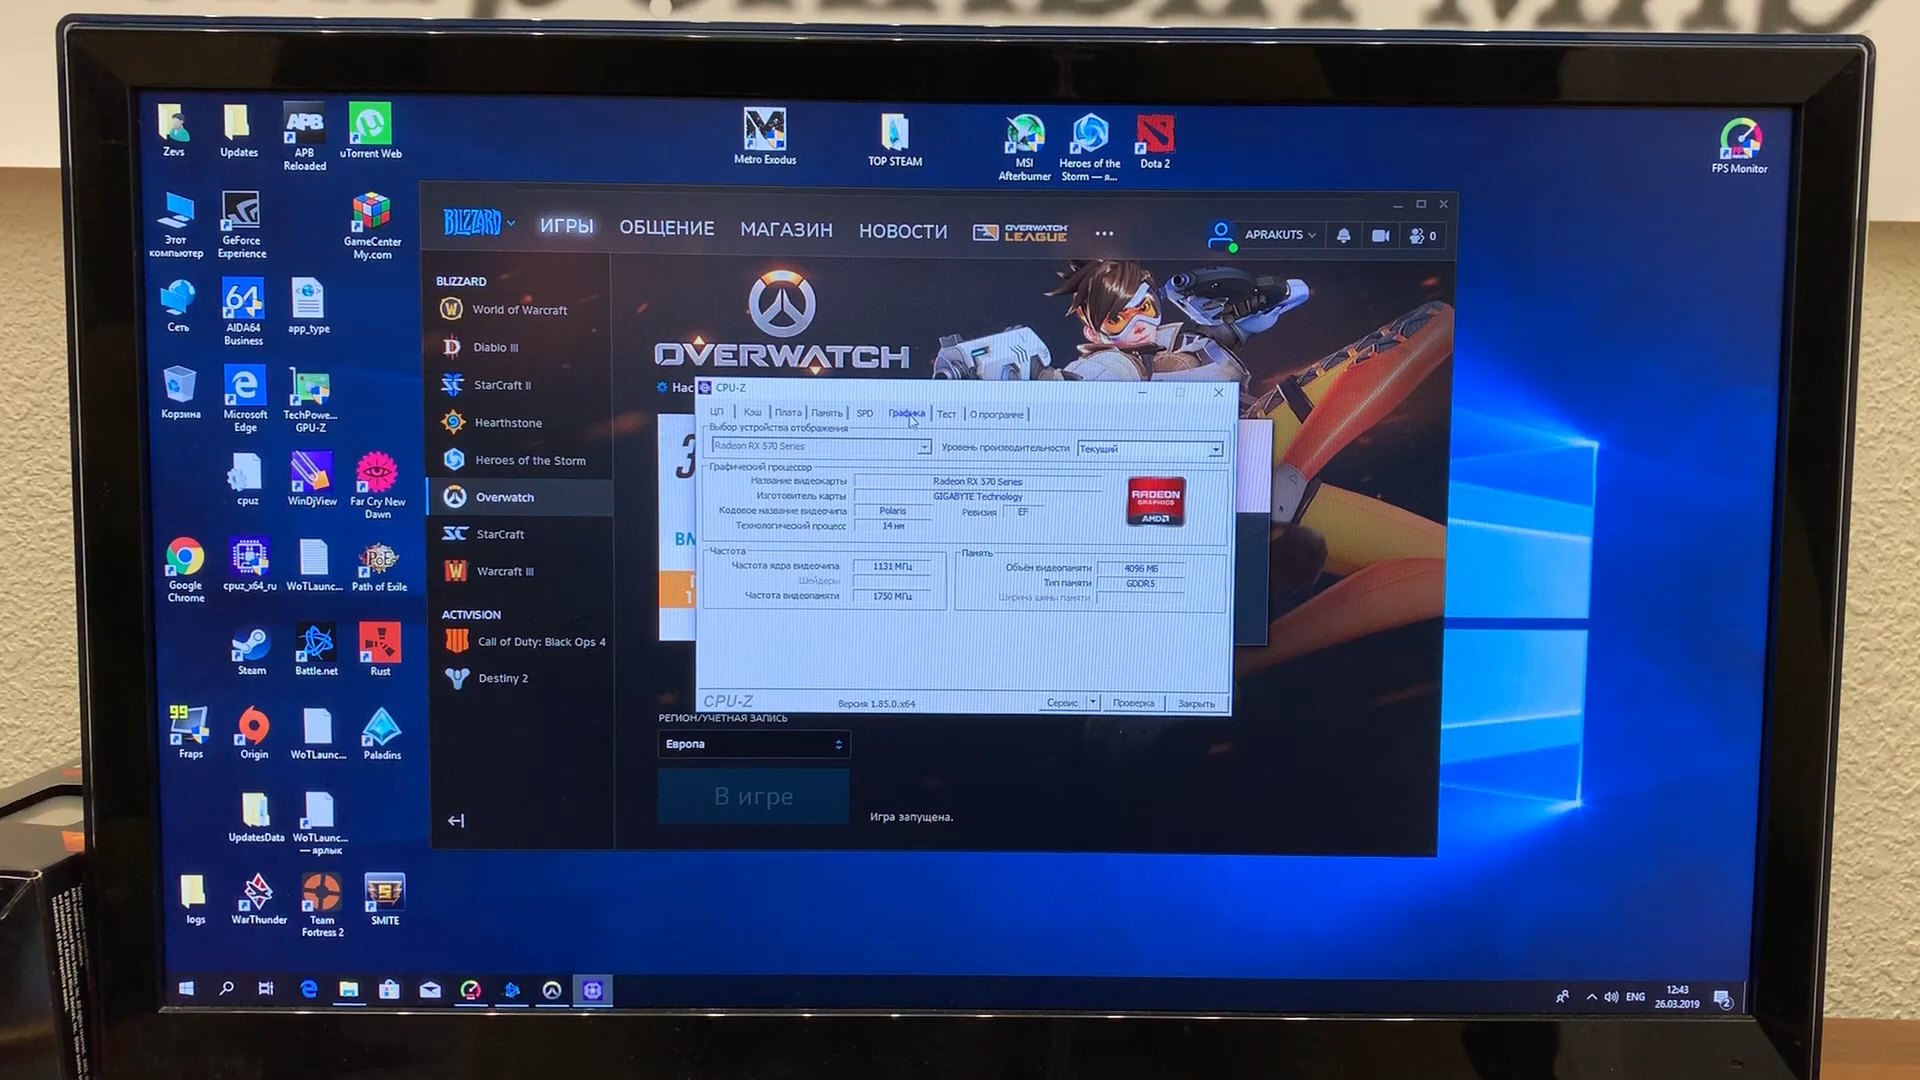 Zevs
Updates
APB
APB Reloaded
uTorrent Web
Metro Exodus
TOP STEAM
MSI Afterburner
Heroes of the Storm — я...
Dota 2
FPS Monitor
Этот компьютер
GeForce Experience
GameCenter My.com
Сеть
64
AIDA64 Business
app_type
Корзина
Microsoft Edge
TechPowe... GPU-Z
cpuz
WinDjView
Far Cry New Dawn
Google Chrome
cpuz_x64_ru
WoTLaunc...
Path of Exile
Steam
Battle.net
Rust
99
Fraps
Origin
WoTLaunc...
Paladins
UpdatesData
WoTLaunc... — ярлык
logs
WarThunder
Team Fortress 2
SMITE
BLIZZARD
ИГРЫ
ОБЩЕНИЕ
МАГАЗИН
НОВОСТИ
OVERWATCH LEAGUE
APRAKUTS
0
BLIZZARD
World of Warcraft
Diablo III
StarCraft II
Hearthstone
Heroes of the Storm
Overwatch
StarCraft
Warcraft III
ACTIVISION
Call of Duty: Black Ops 4
Destiny 2
OVERWATCH
Нас
CPU-Z
ЦП
Кэш
Плата
Память
SPD
Графика
Тест
О программе
Выбор устройства отображения
Radeon RX 570 Series
Уровень производительности
Текущий
Графический процессор
Название видеокарты
Radeon RX 570 Series
Изготовитель карты
GIGABYTE Technology
Кодовое название видеочипа
Polaris
Ревизия
EF
Технологический процесс
14 нм
RADEON
GRAPHICS
AMD
Частота
Частота ядра видеочипа
1131 МГц
Шейдеры
Частота видеопамяти
1750 МГц
Память
Объём видеопамяти
4096 МБ
Тип памяти
GDDR5
Ширина шины памяти
CPU-Z
Версия 1.85.0.x64
Сервис
Проверка
Закрыть
РЕГИОН/УЧЕТНАЯ ЗАПИСЬ
Европа
В игре
Игра запущена.
ENG
12:43
26.03.2019
2